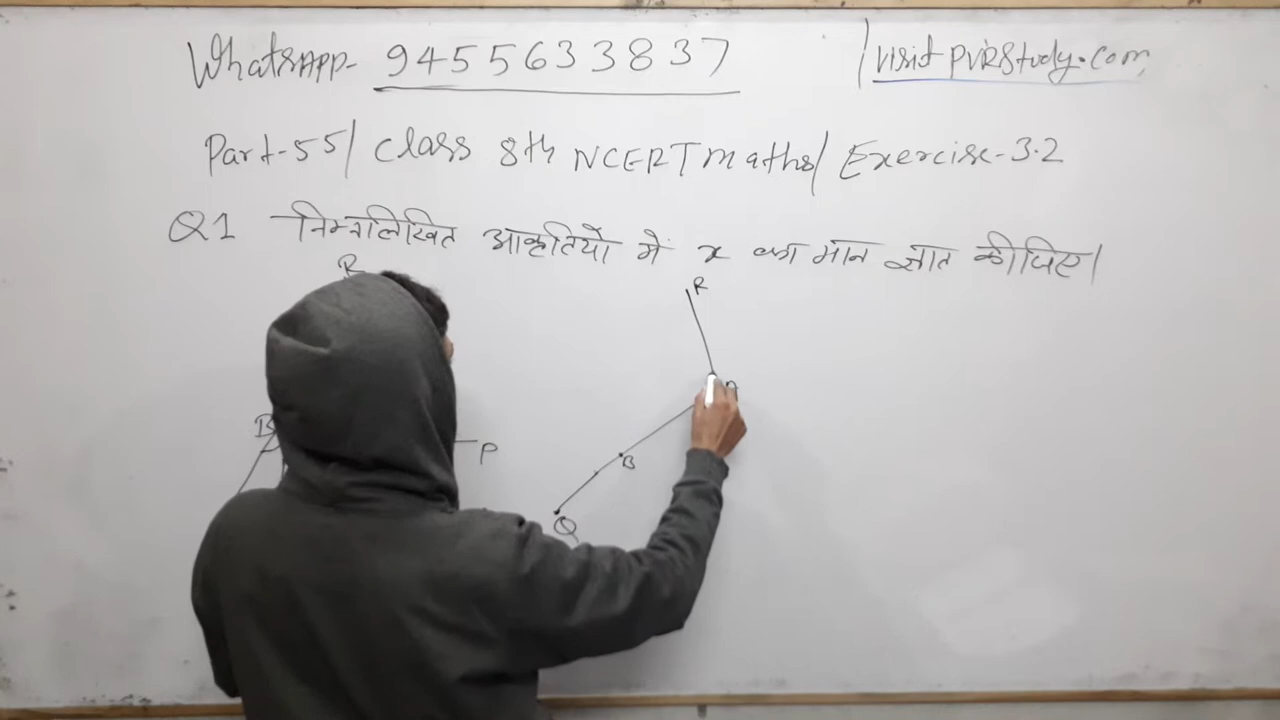 WhatsAPP- 9455633837 / visit PVRStudy.com
Part-55/ Class 8th NCERT maths/ Exercise-3.2
Q1 निम्नलिखित आकृतियों में x का मान ज्ञात कीजिए।
R
R
B
P
B
Q